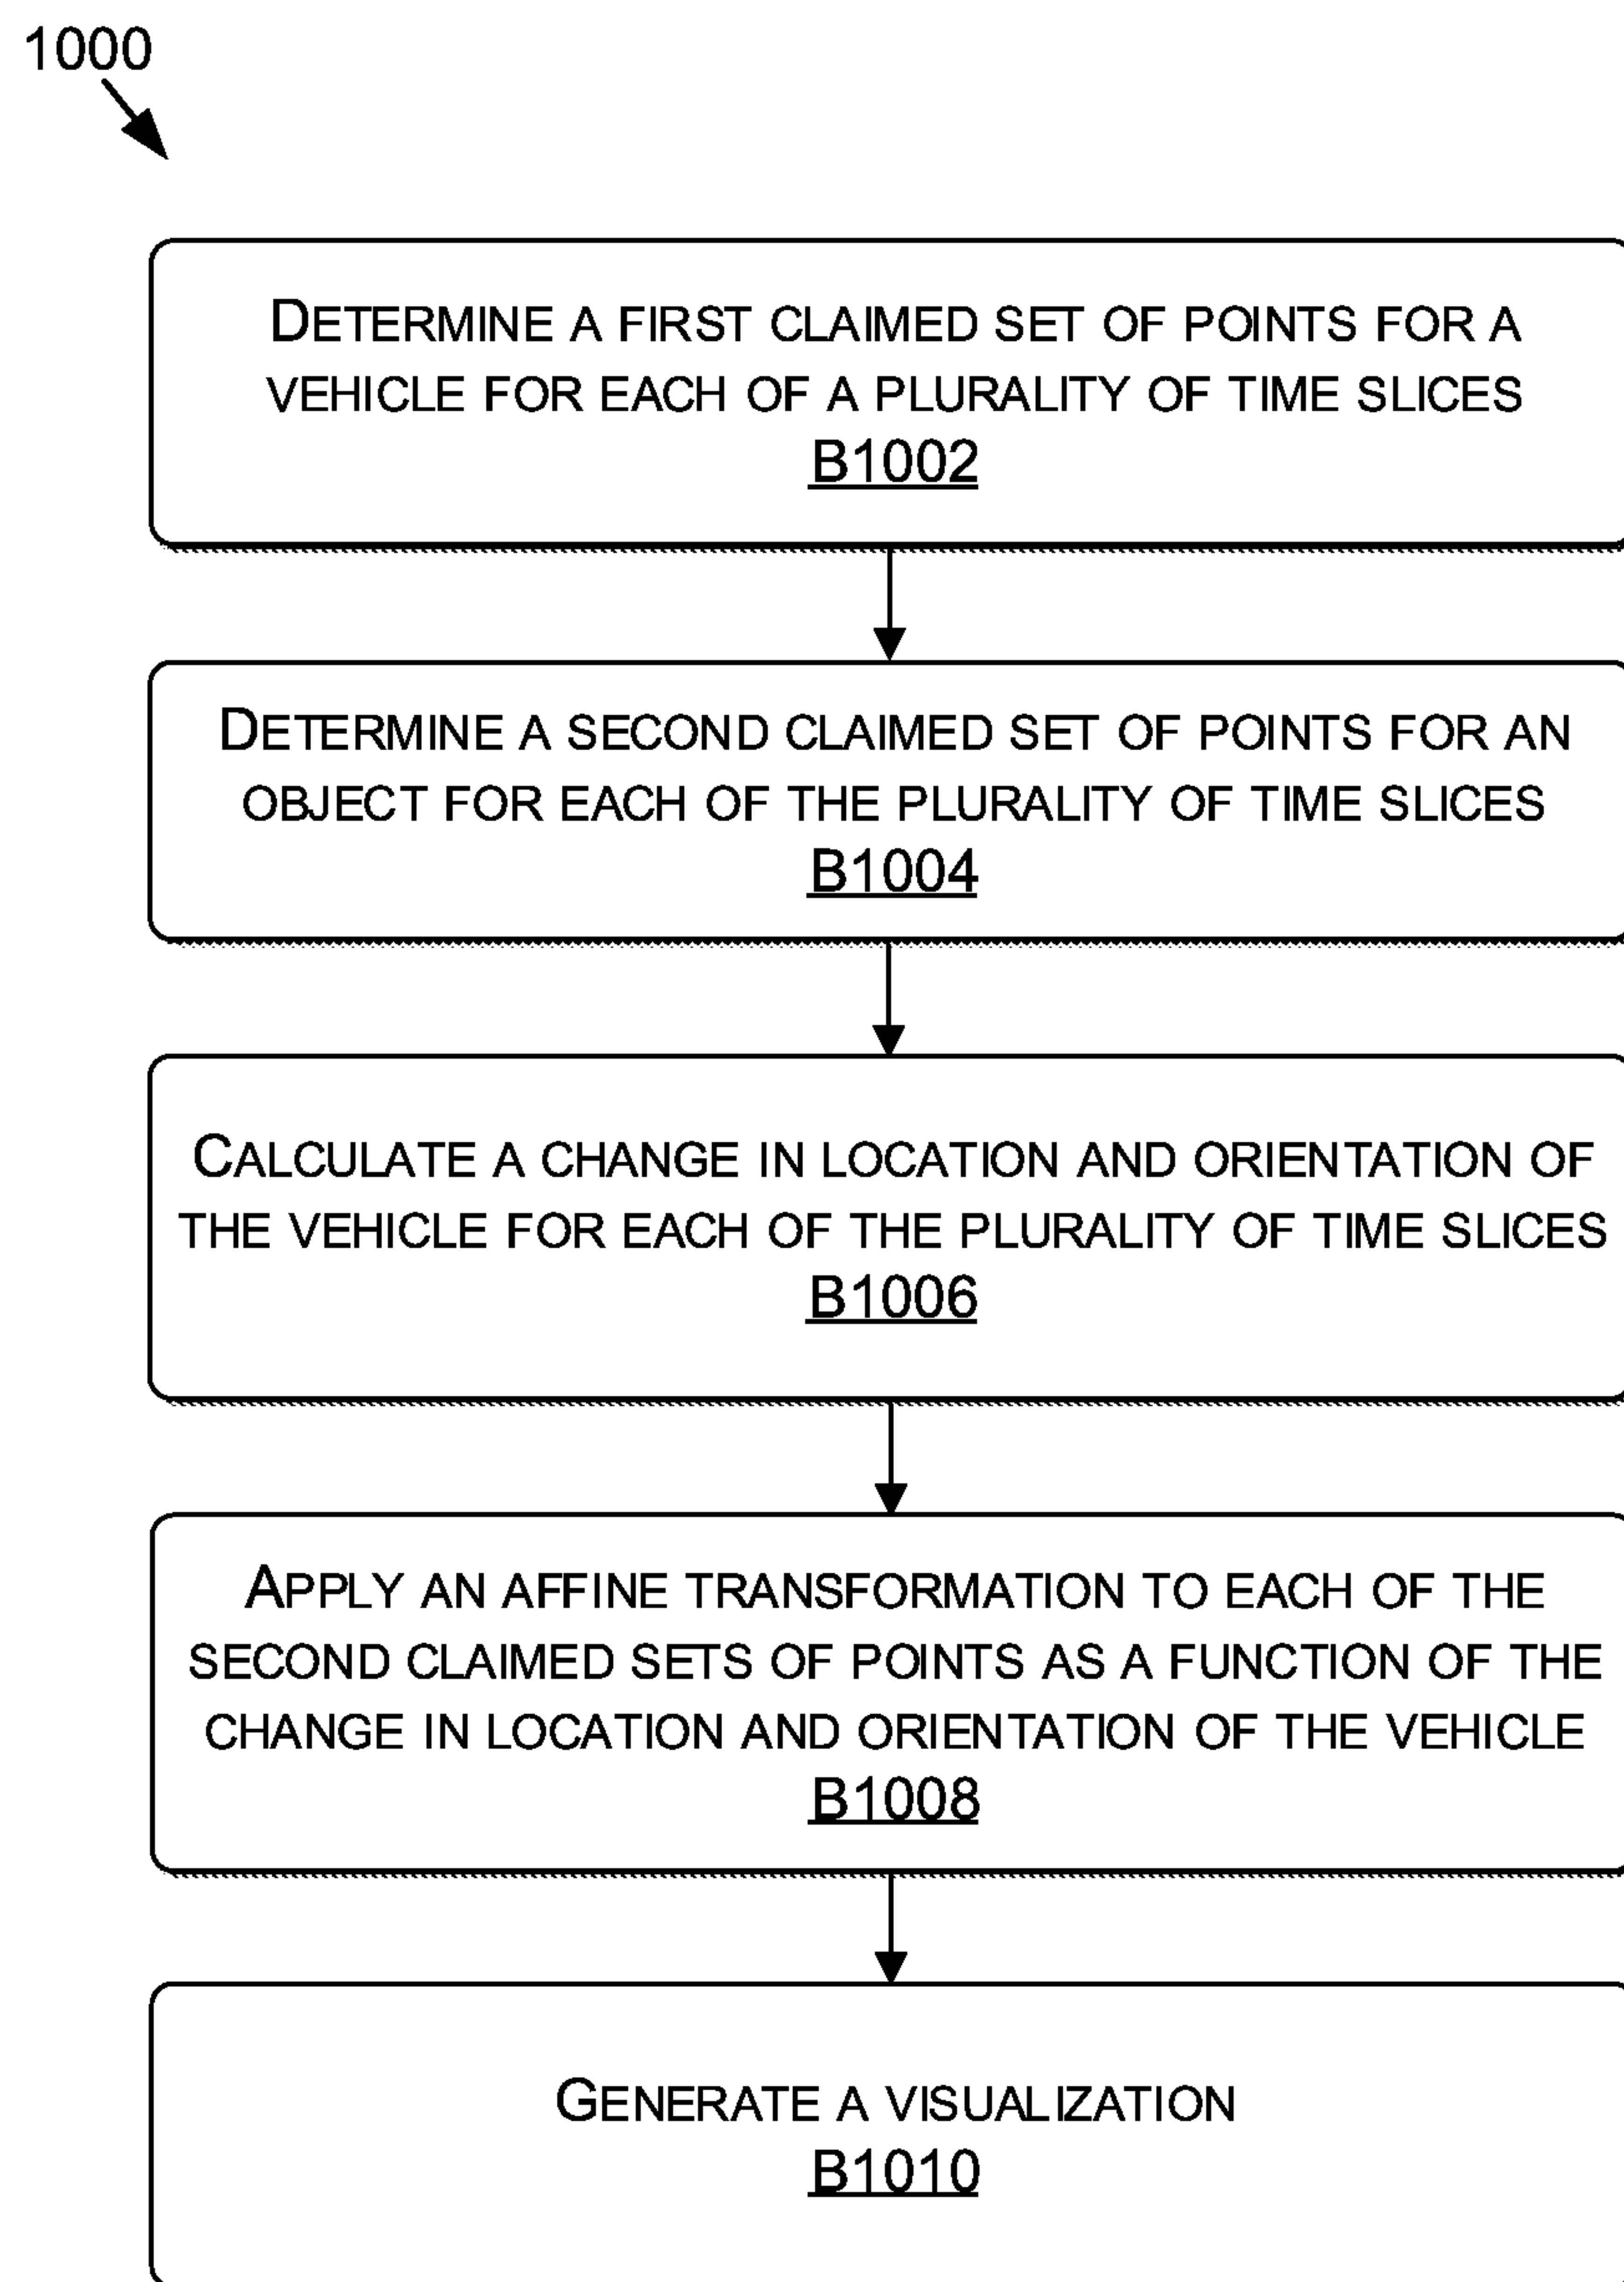 1000
DETERMINE A FIRST CLAIMED SET OF POINTS FOR A
VEHICLE FOR EACH OF A PLURALITY OF TIME SLICES
B1002
DETERMINE A SECOND CLAIMED SET OF POINTS FOR AN
OBJECT FOR EACH OF THE PLURALITY OF TIME SLICES
B1004
CALCULATE A CHANGE IN LOCATION AND ORIENTATION OF
THE VEHICLE FOR EACH OF THE PLURALITY OF TIME SLICES
B1006
APPLY AN AFFINE TRANSFORMATION TO EACH OF THE
SECOND CLAIMED SETS OF POINTS AS A FUNCTION OF THE
CHANGE IN LOCATION AND ORIENTATION OF THE VEHICLE
B1008
GENERATE A VISUALIZATION
B1010